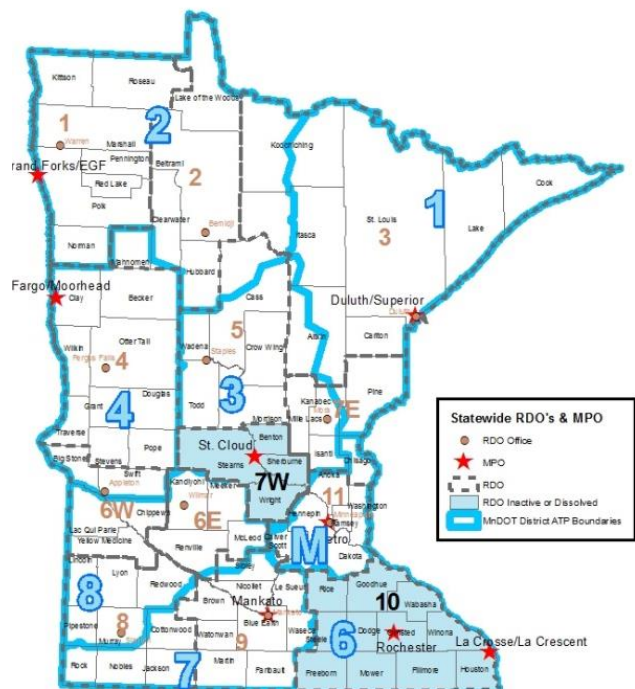 Kittson
Roseau
Lake of the Woods
1
Warren
Marshall
2
Koochiching
Pennington
Beltrami
2
Grand Forks/EGF
Red Lake
Cook
Polk
Clearwater
Bemidji
St. Louis
1
Itasca
3
Lake
Norman
Mahnomen
Hubbard
Fargo/Moorhead
Cass
Clay
Becker
Duluth/Superior
Duluth
5
Wadena
Aitkin
Carlton
Wilkin
Otter Tail
Staples
Crow Wing
Fergus Falls
4
Pine
Todd
3
Kanabec
Douglas
Morrison
Mille Lacs
Mora
7E
Grant
4
Statewide RDO's & MPO
RDO Office
MPO
RDO
RDO Inactive or Dissolved
MnDOT District ATP Boundaries
Traverse
Pope
St. Cloud
Benton
Isanti
Big Stone
Stevens
Stearns
Sherburne
Chisago
Swift
7W
Anoka
Appleton
Kandiyohi
Meeker
Wright
Washington
6W
Chippewa
Willmar
11
Hennepin
Ramsey
Lac Qui Parle
6E
McLeod
Carver
Metro
Yellow Medicine
Renville
Scott
M
Dakota
Lincoln
Lyon
Sibley
Redwood
Nicollet
Le Sueur
Rice
Goodhue
8
Brown
10
Wabasha
Mankato
Pipestone
Murray
8
Cottonwood
Watonwan
Blue Earth
Waseca
Steele
Dodge
Olmsted
Winona
9
6
Rochester
La Crosse/La Crescent
Rock
Nobles
Jackson
7
Martin
Faribault
Freeborn
Mower
Fillmore
Houston